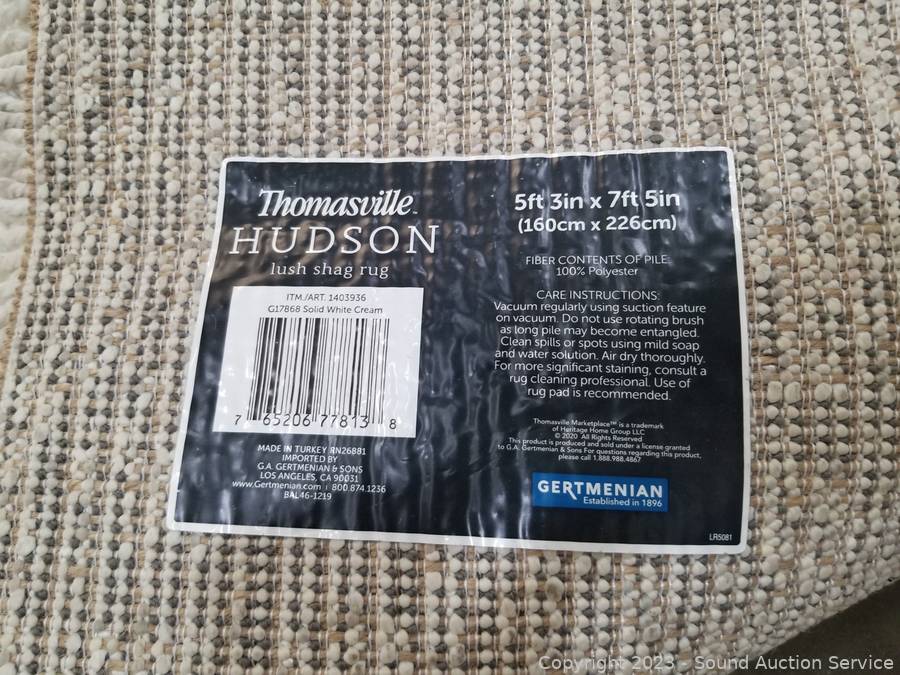 Thomasville
HUDSON
lush shag rug
ITM./ART. 1403936
G17868 Solid White Cream
7 65206 77813 8
MADE IN TURKEY RN26881
IMPORTED BY
G.A. GERTMENIAN & SONS
LOS ANGELES, CA 90031
www.Gertmenian.com | 800.874.1236
BAL46-1219
5ft 3in x 7ft 5in
(160cm x 226cm)
FIBER CONTENTS OF PILE:
100% Polyester
CARE INSTRUCTIONS:
Vacuum regularly using suction feature
on vacuum. Do not use rotating brush
as long pile may become entangled.
Clean spills or spots using mild soap
and water solution. Air dry thoroughly.
For more significant staining, consult a
rug cleaning professional. Use of
rug pad is recommended.
Thomasville Marketplace™ is a trademark
of Heritage Home Group LLC
© 2020 All Rights Reserved
This product is produced and sold under a license granted
to G.A. Gertmenian & Sons For questions regarding this product,
please call 1.888.988.4867
GERTMENIAN
Established in 1896
LR5081
Copyright 2023 - Sound Auction Service